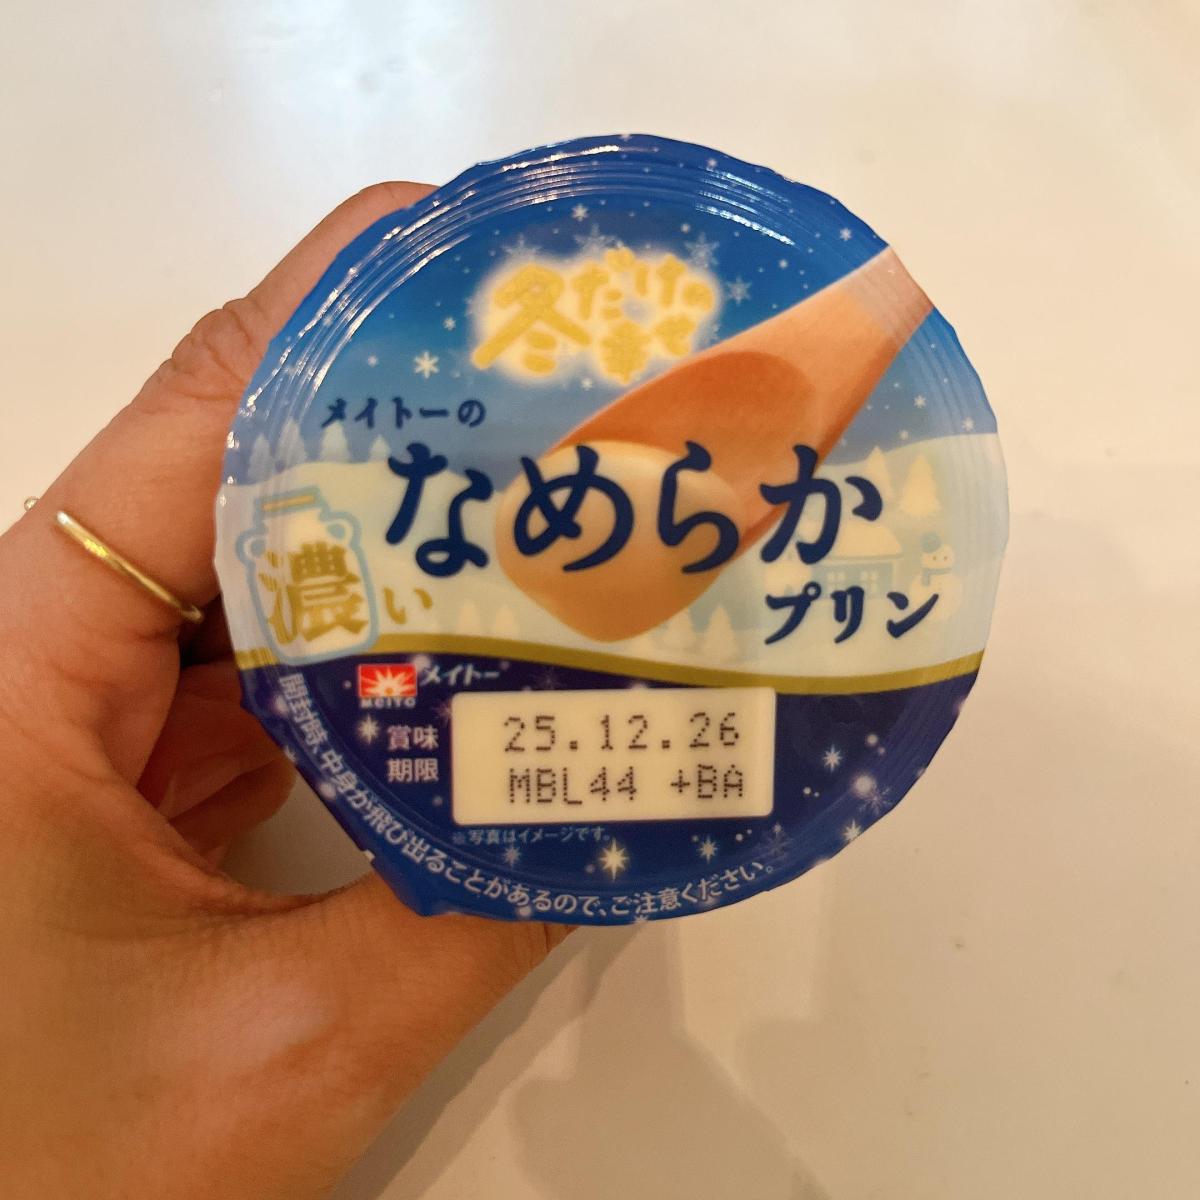 冬だけの
幸せ
メイトーの
なめらか
プリン
濃い
メイトー
MEITO
賞味
期限
25.12.26
MBL44 +BA
※写真はイメージです。
開封時、中身が飛び出ることがあるので、ご注意ください。